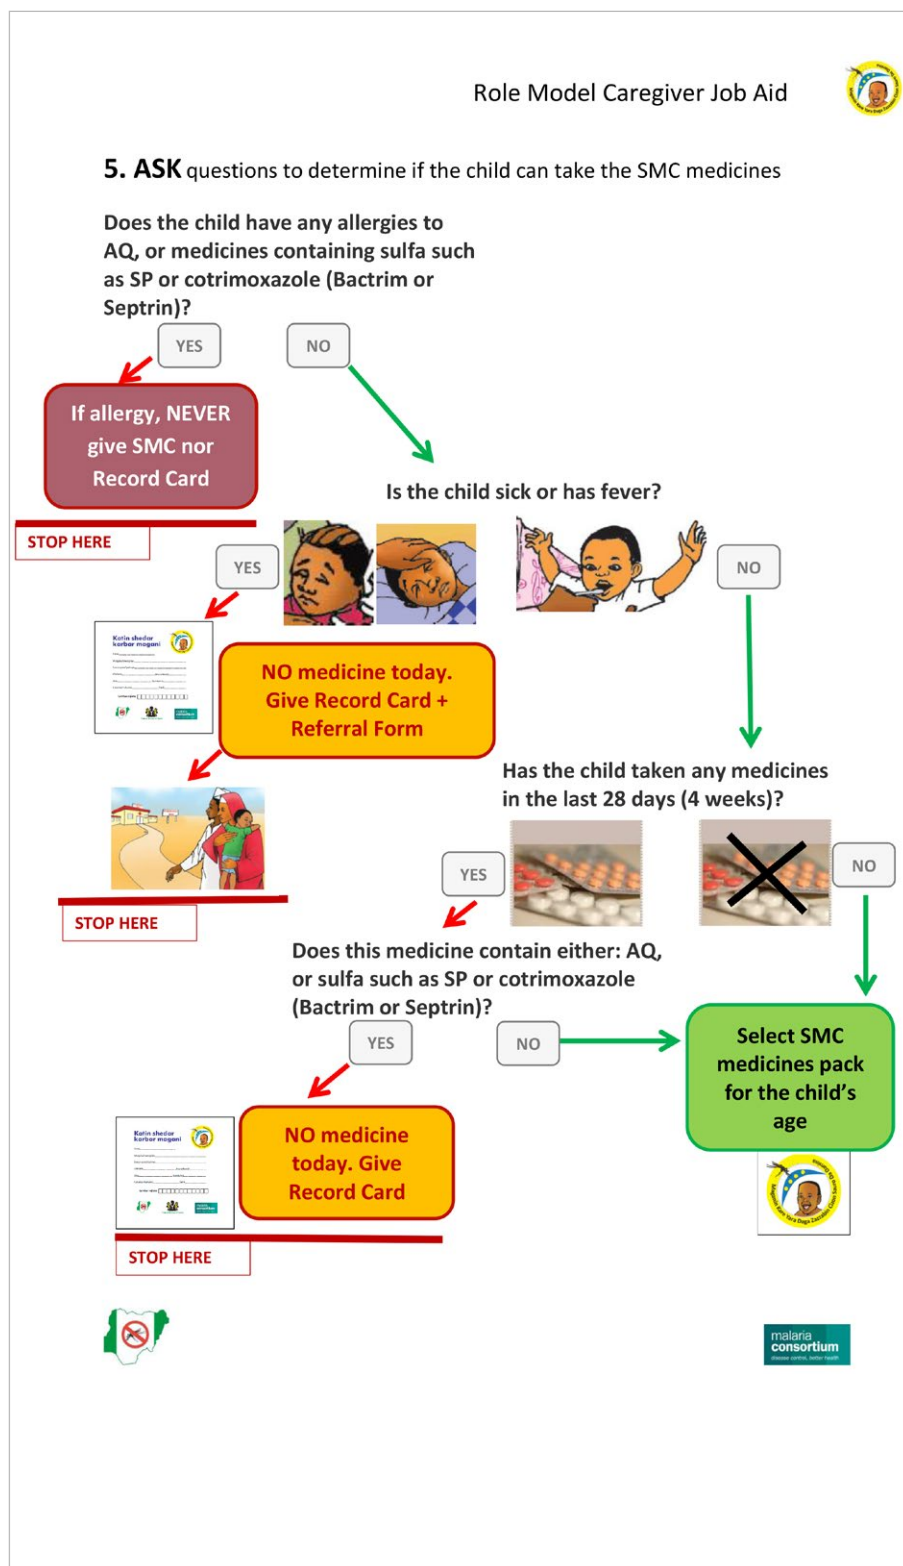 Role Model Caregiver Job Aid
5. ASK questions to determine if the child can take the SMC medicines
Does the child have any allergies to
AQ, or medicines containing sulfa such
as SP or cotrimoxazole (Bactrim or
Septrin)?
YES
NO
If allergy, NEVER
give SMC nor
Record Card
STOP HERE
Is the child sick or has fever?
YES
NO
Katin shedar
karbar magani
NO medicine today.
Give Record Card +
Referral Form
STOP HERE
Has the child taken any medicines
in the last 28 days (4 weeks)?
YES
NO
Does this medicine contain either: AQ,
or sulfa such as SP or cotrimoxazole
(Bactrim or Septrin)?
YES
NO
Select SMC
medicines pack
for the child’s
age
Katin shedar
karbar magani
NO medicine
today. Give
Record Card
STOP HERE
malaria
consortium
disease control, better health